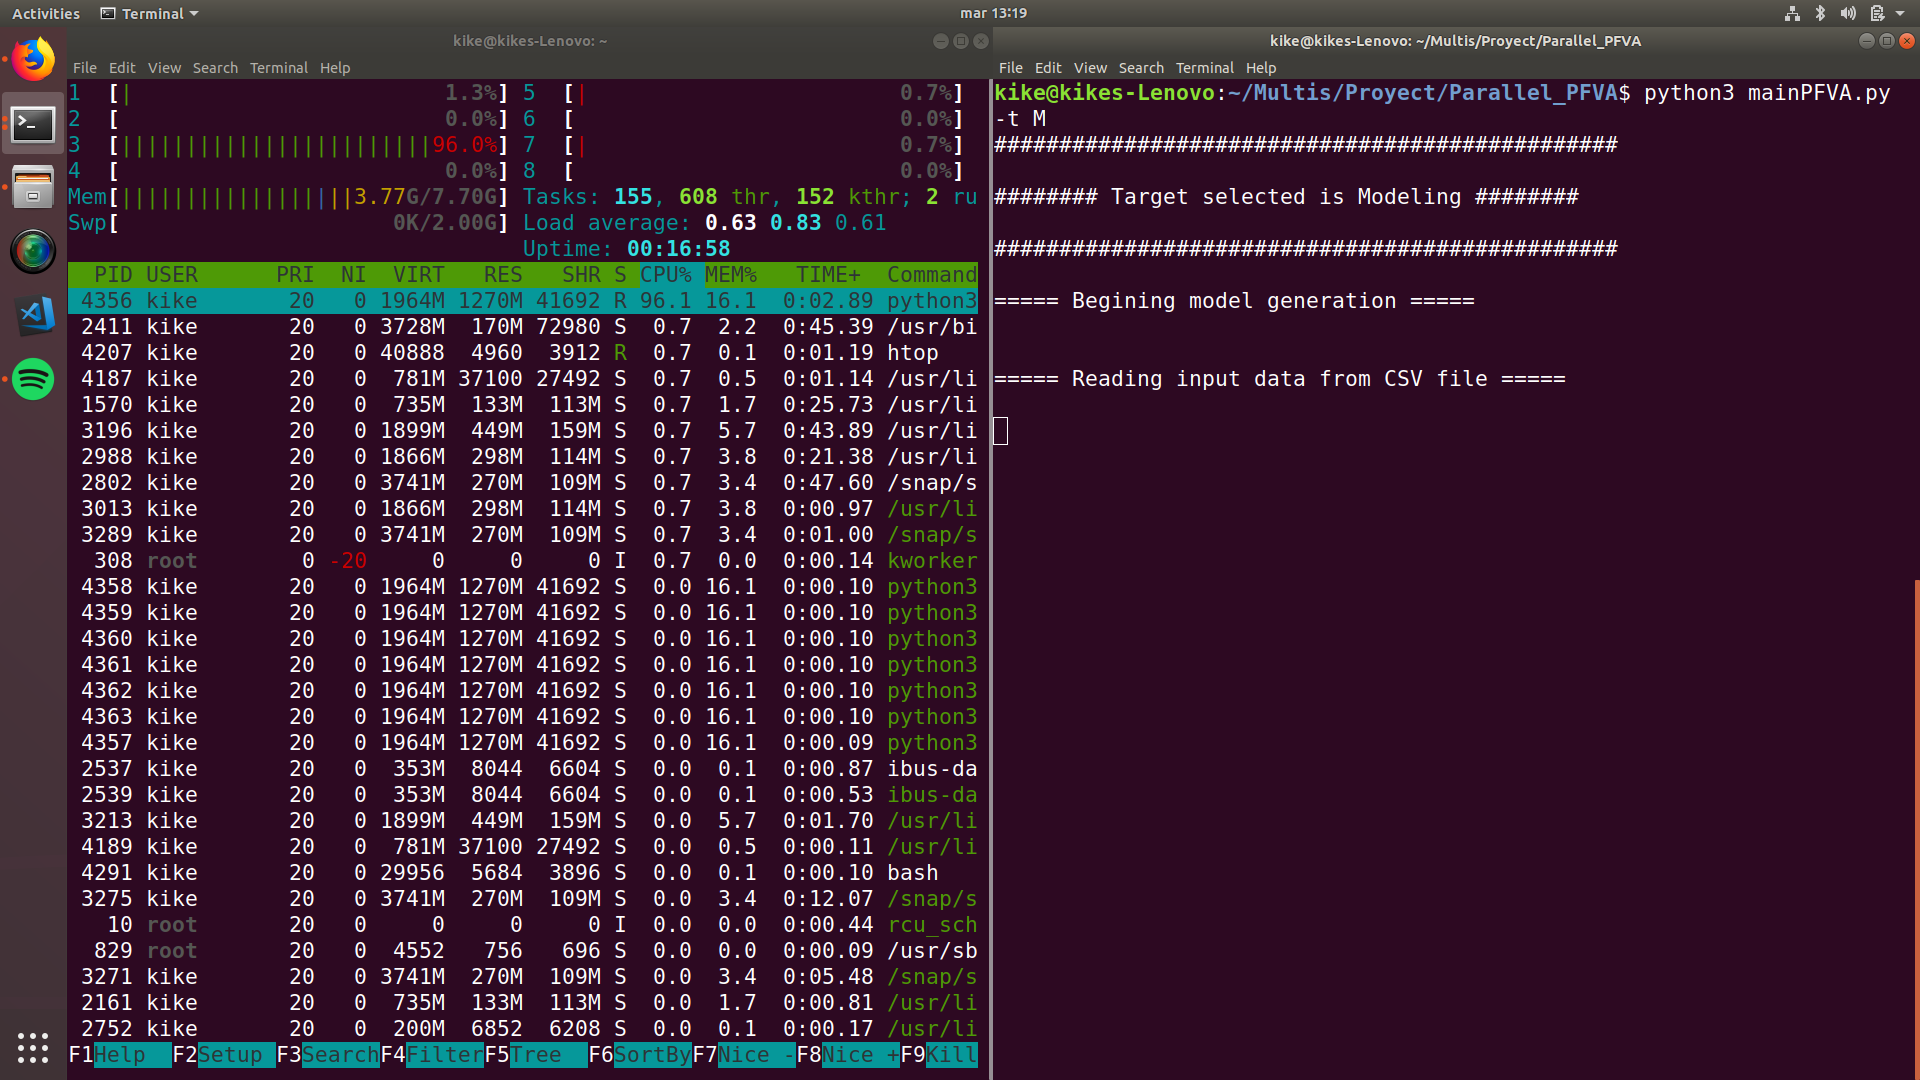 Activities Terminal mar 13:19
kike@kikes-Lenovo: ~
File Edit View Search Terminal Help
1 [| 1.3%] 5 [| 0.7%]
2 [ 0.0%] 6 [ 0.0%]
3 [||||||||||||||||||||||||96.0%] 7 [| 0.7%]
4 [ 0.0%] 8 [ 0.0%]
Mem[||||||||||||||||||3.77G/7.70G] Tasks: 155, 608 thr, 152 kthr; 2 ru
Swp[ 0K/2.00G] Load average: 0.63 0.83 0.61
Uptime: 00:16:58
PID USER PRI NI VIRT RES SHR S CPU% MEM% TIME+ Command
4356 kike 20 0 1964M 1270M 41692 R 96.1 16.1 0:02.89 python3
2411 kike 20 0 3728M 170M 72980 S 0.7 2.2 0:45.39 /usr/bi
4207 kike 20 0 40888 4960 3912 R 0.7 0.1 0:01.19 htop
4187 kike 20 0 781M 37100 27492 S 0.7 0.5 0:01.14 /usr/li
1570 kike 20 0 735M 133M 113M S 0.7 1.7 0:25.73 /usr/li
3196 kike 20 0 1899M 449M 159M S 0.7 5.7 0:43.89 /usr/li
2988 kike 20 0 1866M 298M 114M S 0.7 3.8 0:21.38 /usr/li
2802 kike 20 0 3741M 270M 109M S 0.7 3.4 0:47.60 /snap/s
3013 kike 20 0 1866M 298M 114M S 0.7 3.8 0:00.97 /usr/li
3289 kike 20 0 3741M 270M 109M S 0.7 3.4 0:01.00 /snap/s
308 root 0 -20 0 0 0 I 0.7 0.0 0:00.14 kworker
4358 kike 20 0 1964M 1270M 41692 S 0.0 16.1 0:00.10 python3
4359 kike 20 0 1964M 1270M 41692 S 0.0 16.1 0:00.10 python3
4360 kike 20 0 1964M 1270M 41692 S 0.0 16.1 0:00.10 python3
4361 kike 20 0 1964M 1270M 41692 S 0.0 16.1 0:00.10 python3
4362 kike 20 0 1964M 1270M 41692 S 0.0 16.1 0:00.10 python3
4363 kike 20 0 1964M 1270M 41692 S 0.0 16.1 0:00.10 python3
4357 kike 20 0 1964M 1270M 41692 S 0.0 16.1 0:00.09 python3
2537 kike 20 0 353M 8044 6604 S 0.0 0.1 0:00.87 ibus-da
2539 kike 20 0 353M 8044 6604 S 0.0 0.1 0:00.53 ibus-da
3213 kike 20 0 1899M 449M 159M S 0.0 5.7 0:01.70 /usr/li
4189 kike 20 0 781M 37100 27492 S 0.0 0.5 0:00.11 /usr/li
4291 kike 20 0 29956 5684 3896 S 0.0 0.1 0:00.10 bash
3275 kike 20 0 3741M 270M 109M S 0.0 3.4 0:12.07 /snap/s
10 root 20 0 0 0 0 I 0.0 0.0 0:00.44 rcu_sch
829 root 20 0 4552 756 696 S 0.0 0.0 0:00.09 /usr/sb
3271 kike 20 0 3741M 270M 109M S 0.0 3.4 0:05.48 /snap/s
2161 kike 20 0 735M 133M 113M S 0.0 1.7 0:00.81 /usr/li
2752 kike 20 0 200M 6852 6208 S 0.0 0.1 0:00.17 /usr/li
F1Help F2Setup F3SearchF4FilterF5Tree F6SortByF7Nice -F8Nice +F9Kill
kike@kikes-Lenovo: ~/Multis/Proyect/Parallel_PFVA
File Edit View Search Terminal Help
kike@kikes-Lenovo:~/Multis/Proyect/Parallel_PFVA$ python3 mainPFVA.py
-t M
################################################
######## Target selected is Modeling ########
################################################
===== Begining model generation =====
===== Reading input data from CSV file =====